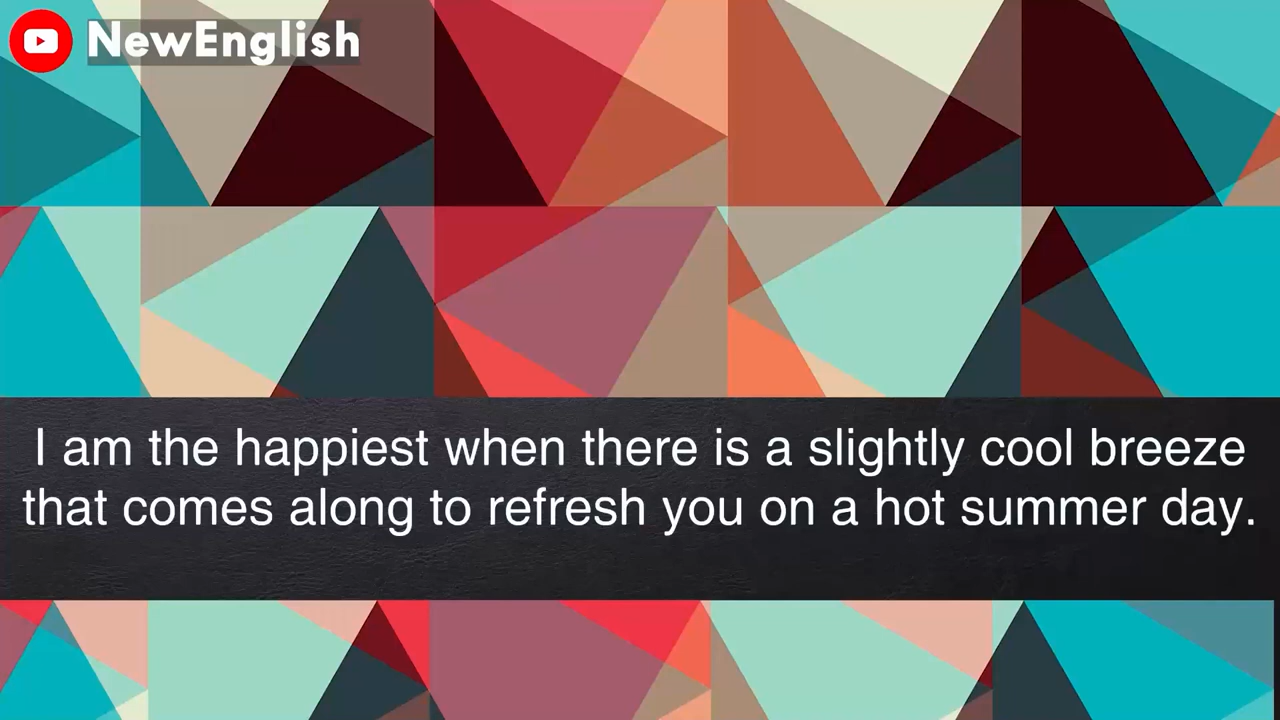 NewEnglish
I am the happiest when there is a slightly cool breeze
that comes along to refresh you on a hot summer day.